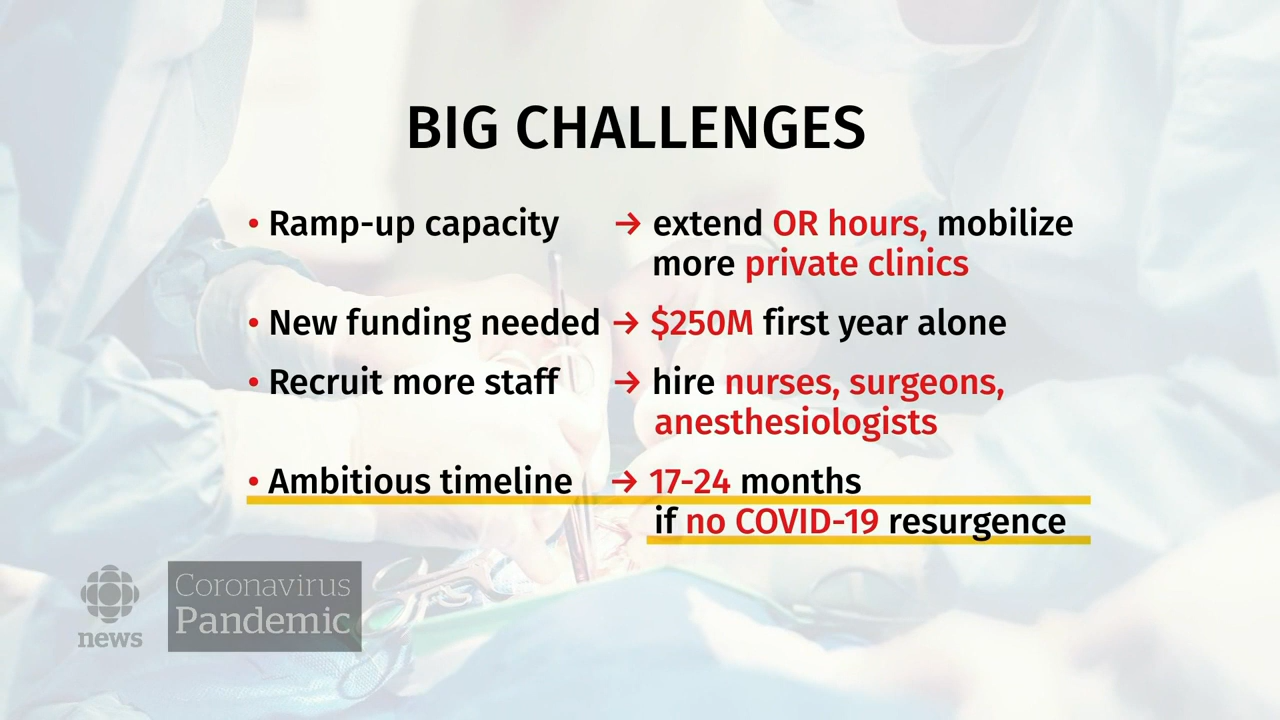 BIG CHALLENGES
• Ramp-up capacity → extend OR hours, mobilize
more private clinics
• New funding needed → $250M first year alone
• Recruit more staff → hire nurses, surgeons,
anesthesiologists
• Ambitious timeline → 17-24 months
if no COVID-19 resurgence
Coronavirus
Pandemic
news